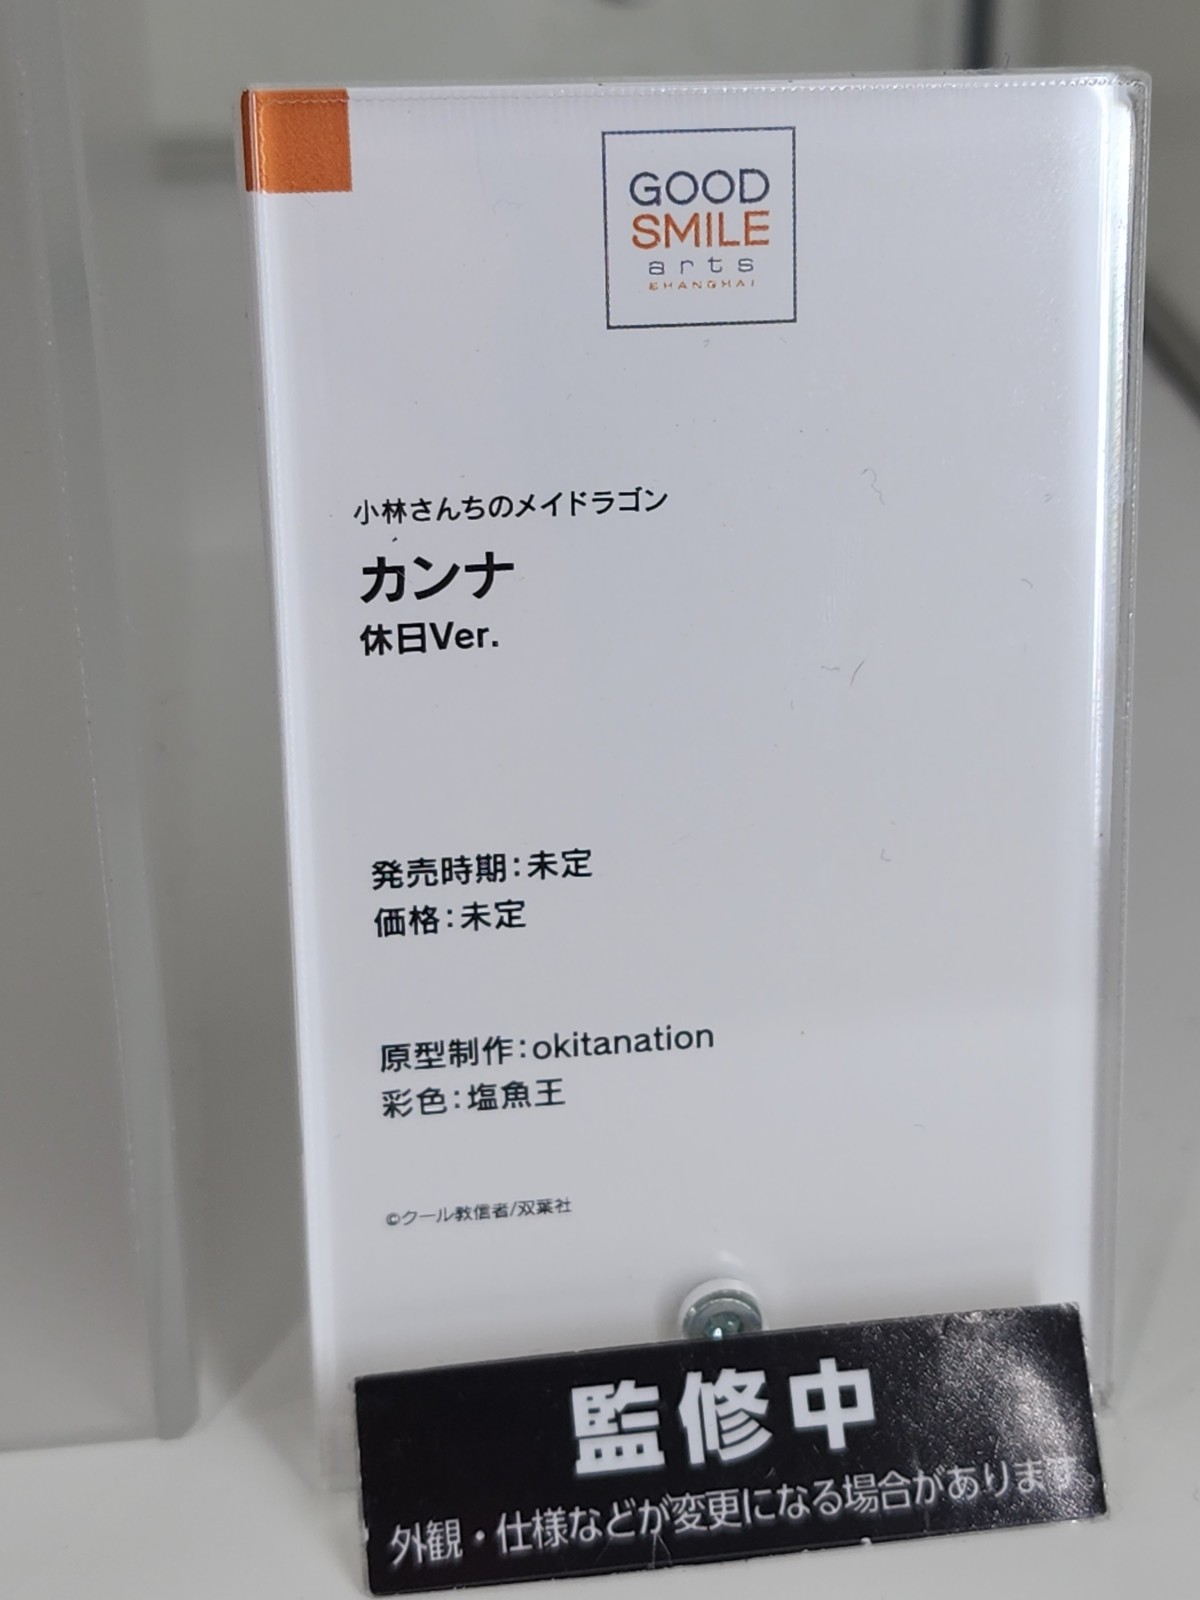 GOOD
SMILE
arts
SHANGHAI
小林さんちのメイドラゴン
カンナ
休日Ver.
発売時期：未定
価格：未定
原型制作：okitanation
彩色：塩魚王
©クール教信者/双葉社
監修中
外観・仕様などが変更になる場合があります。